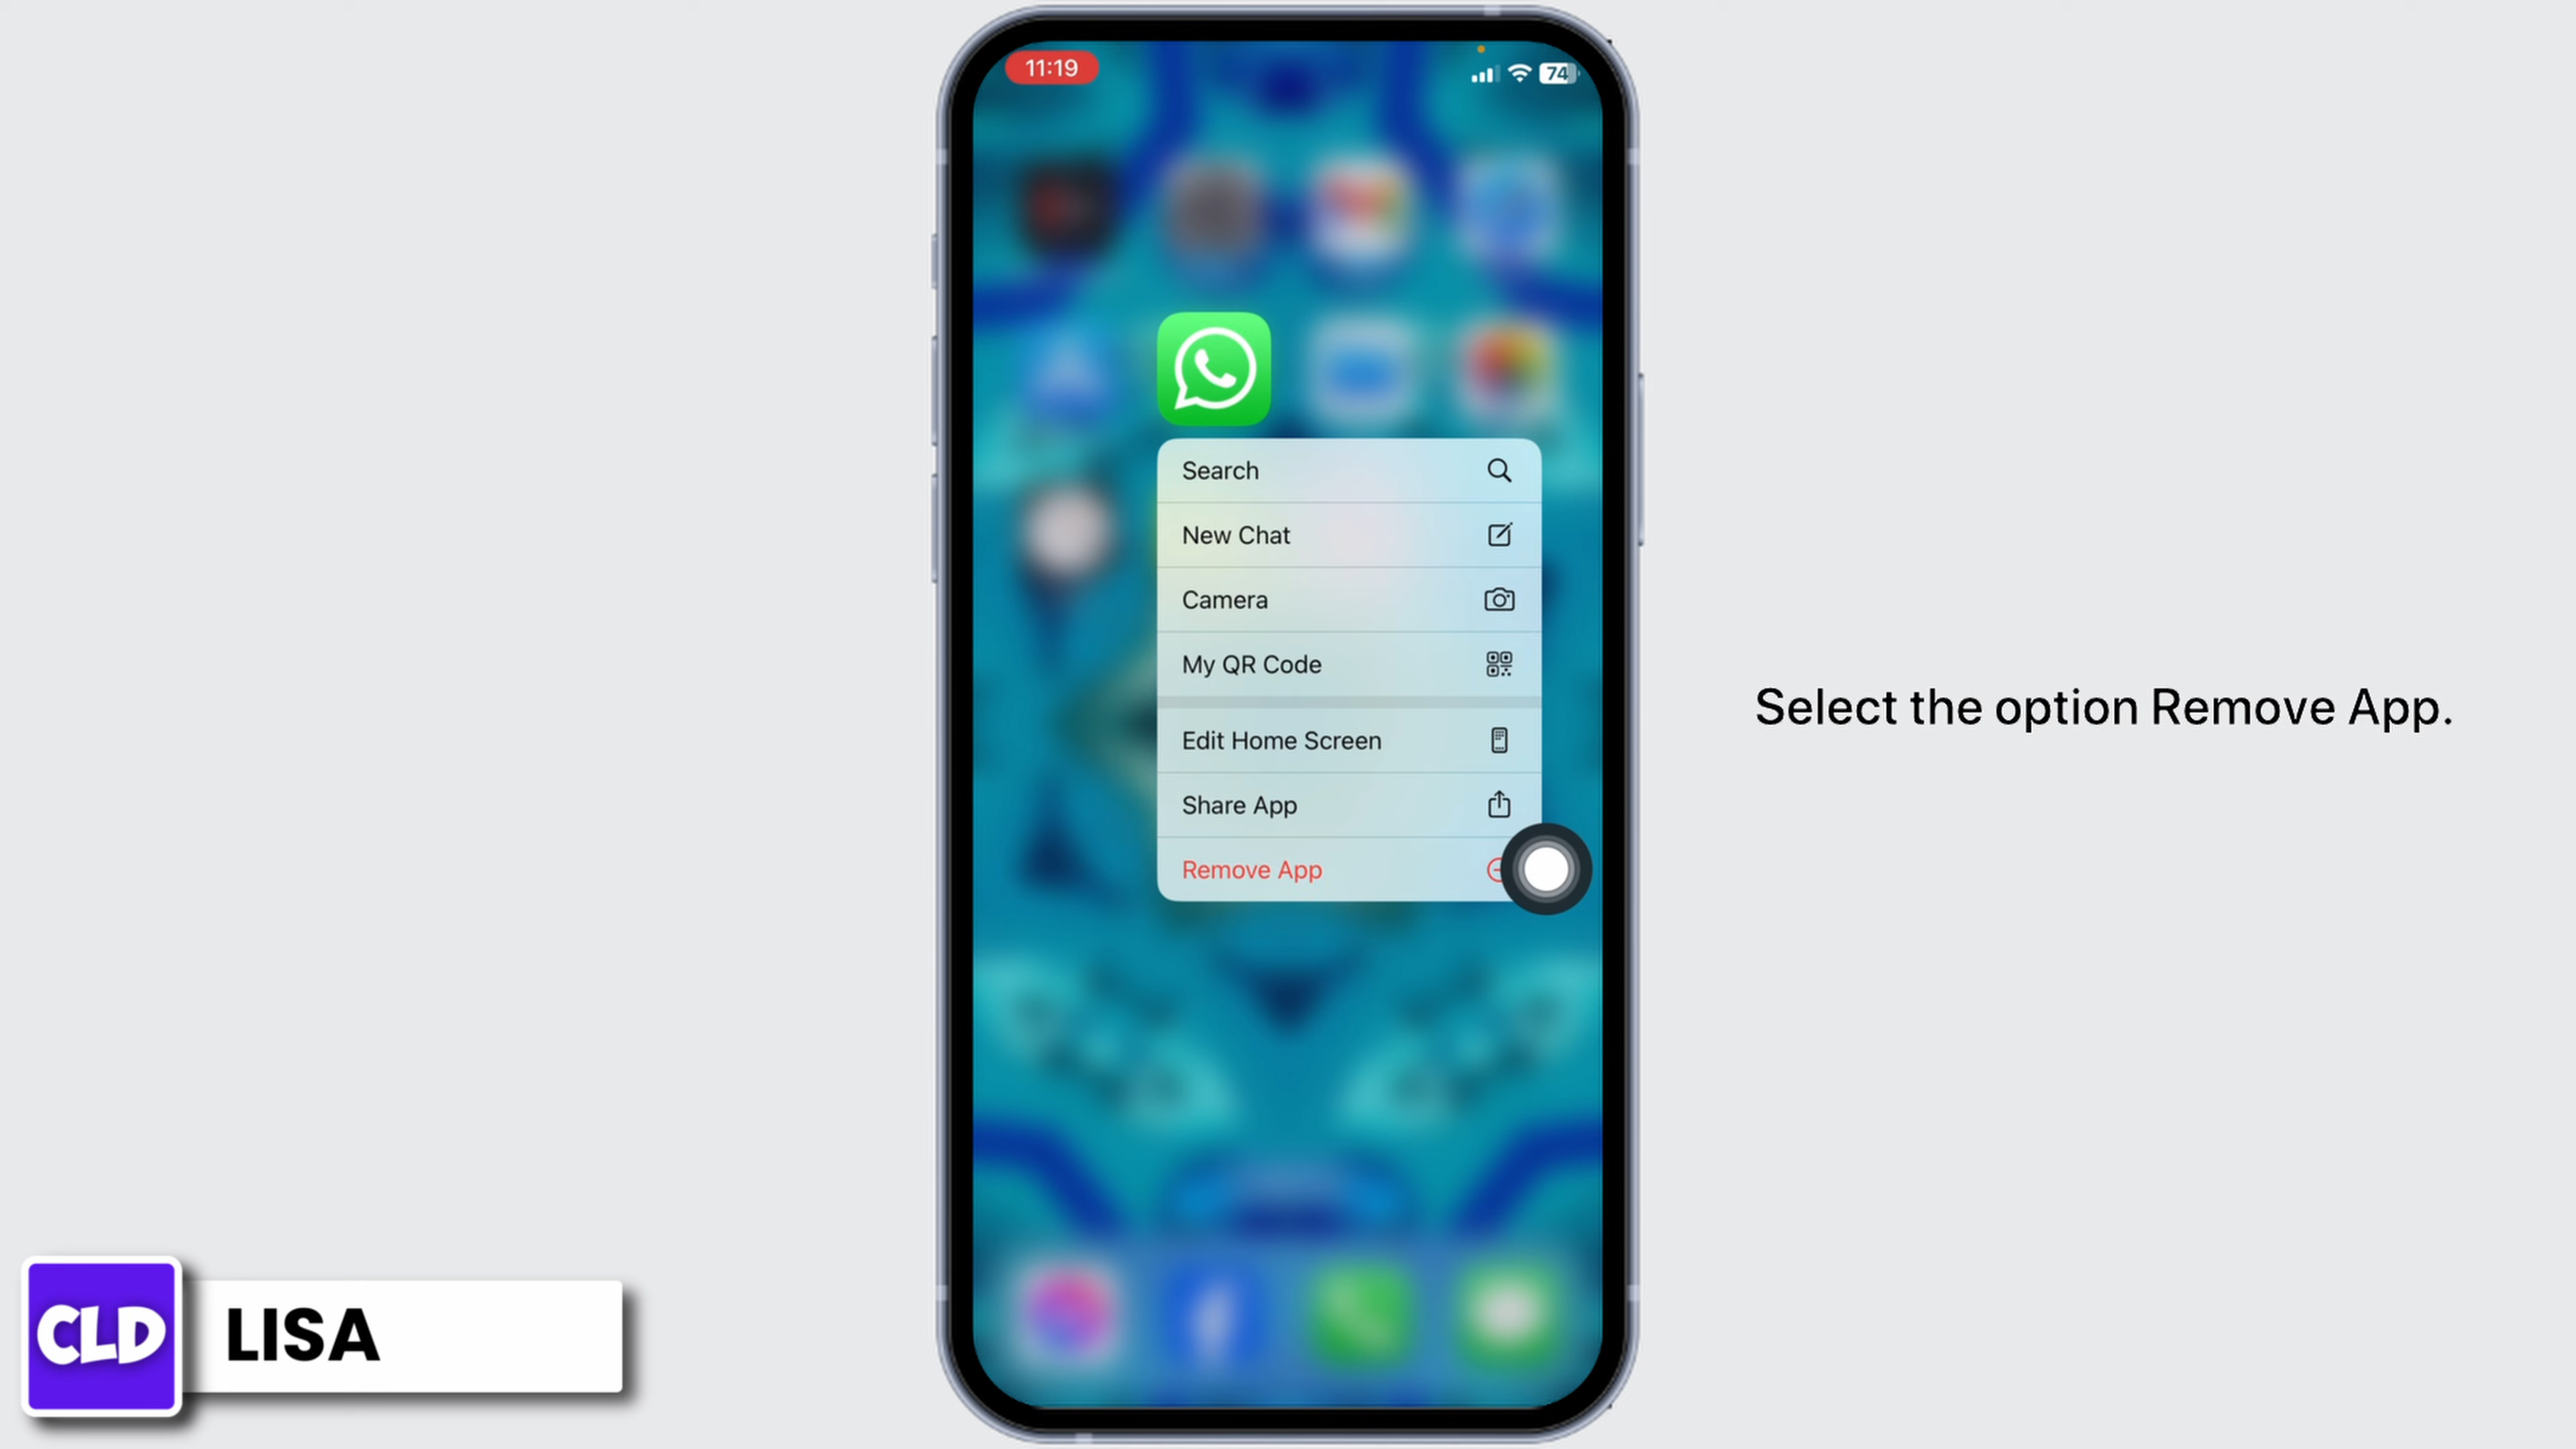 11:19
74
Search
New Chat
Camera
My QR Code
Edit Home Screen
Share App
Remove App
Select the option Remove App.
CLD
LISA